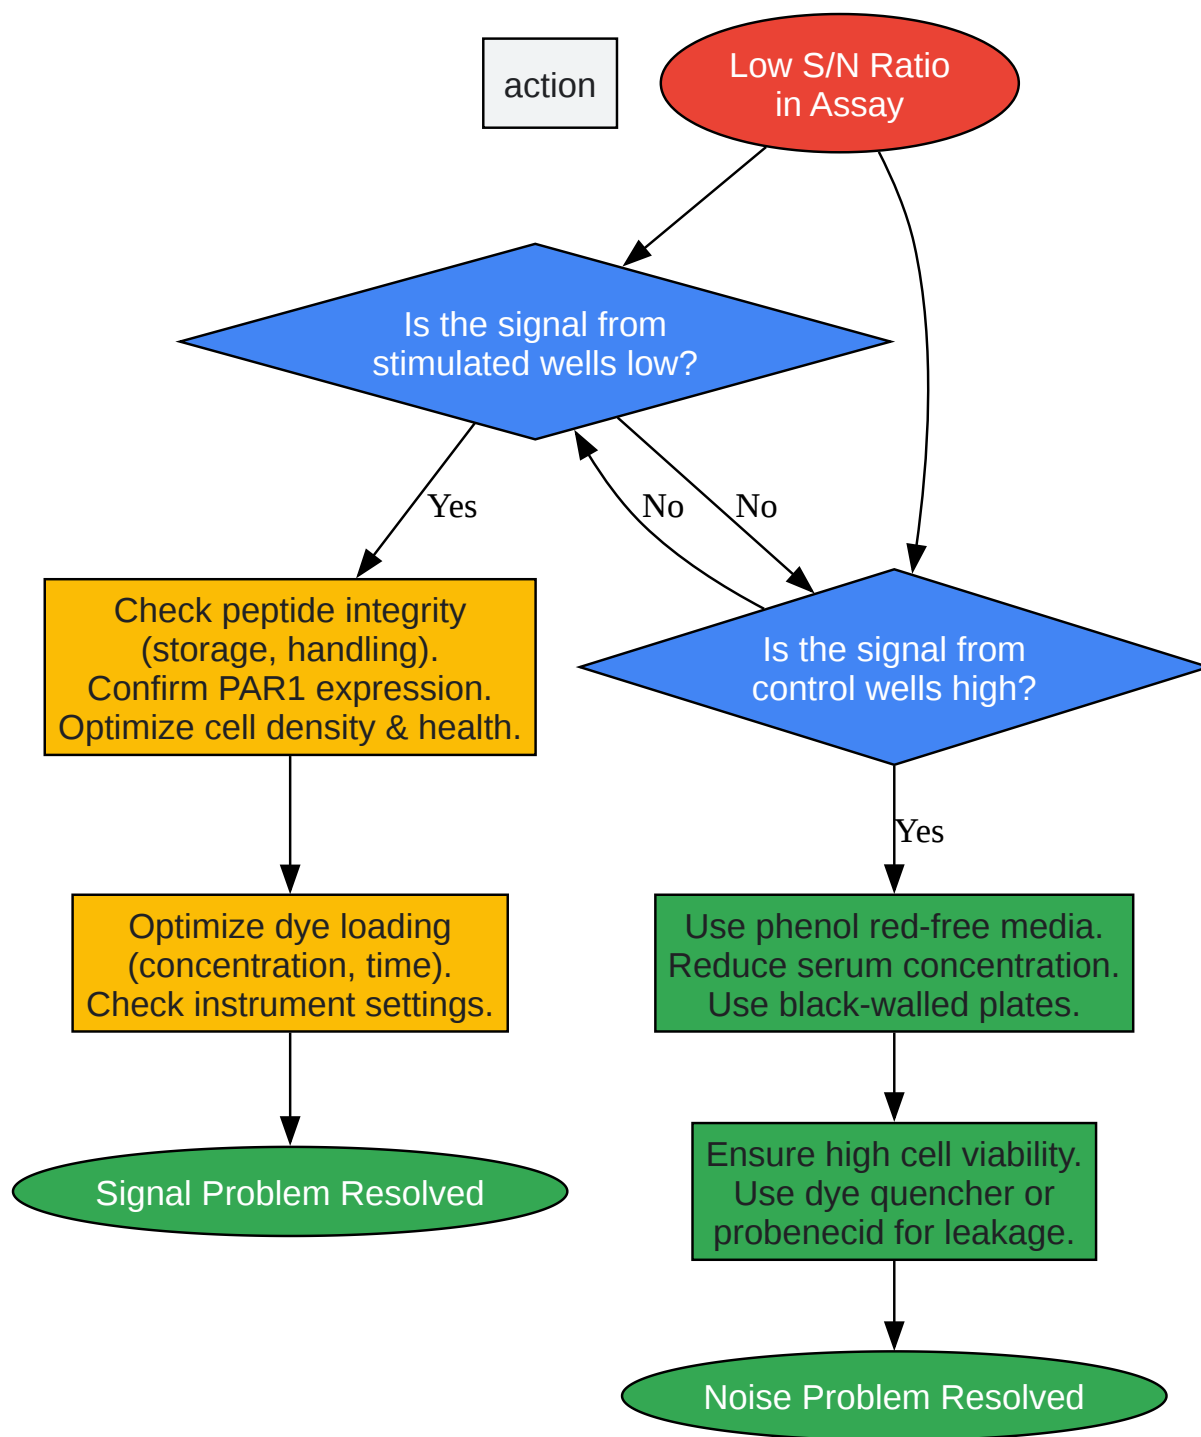 action
Low S/N Ratio
in Assay
Is the signal from
stimulated wells low?
Yes
No
No
Check peptide integrity
(storage, handling).
Confirm PAR1 expression.
Optimize cell density & health.
Is the signal from
control wells high?
Yes
Optimize dye loading
(concentration, time).
Check instrument settings.
Use phenol red-free media.
Reduce serum concentration.
Use black-walled plates.
Signal Problem Resolved
Ensure high cell viability.
Use dye quencher or
probenecid for leakage.
Noise Problem Resolved